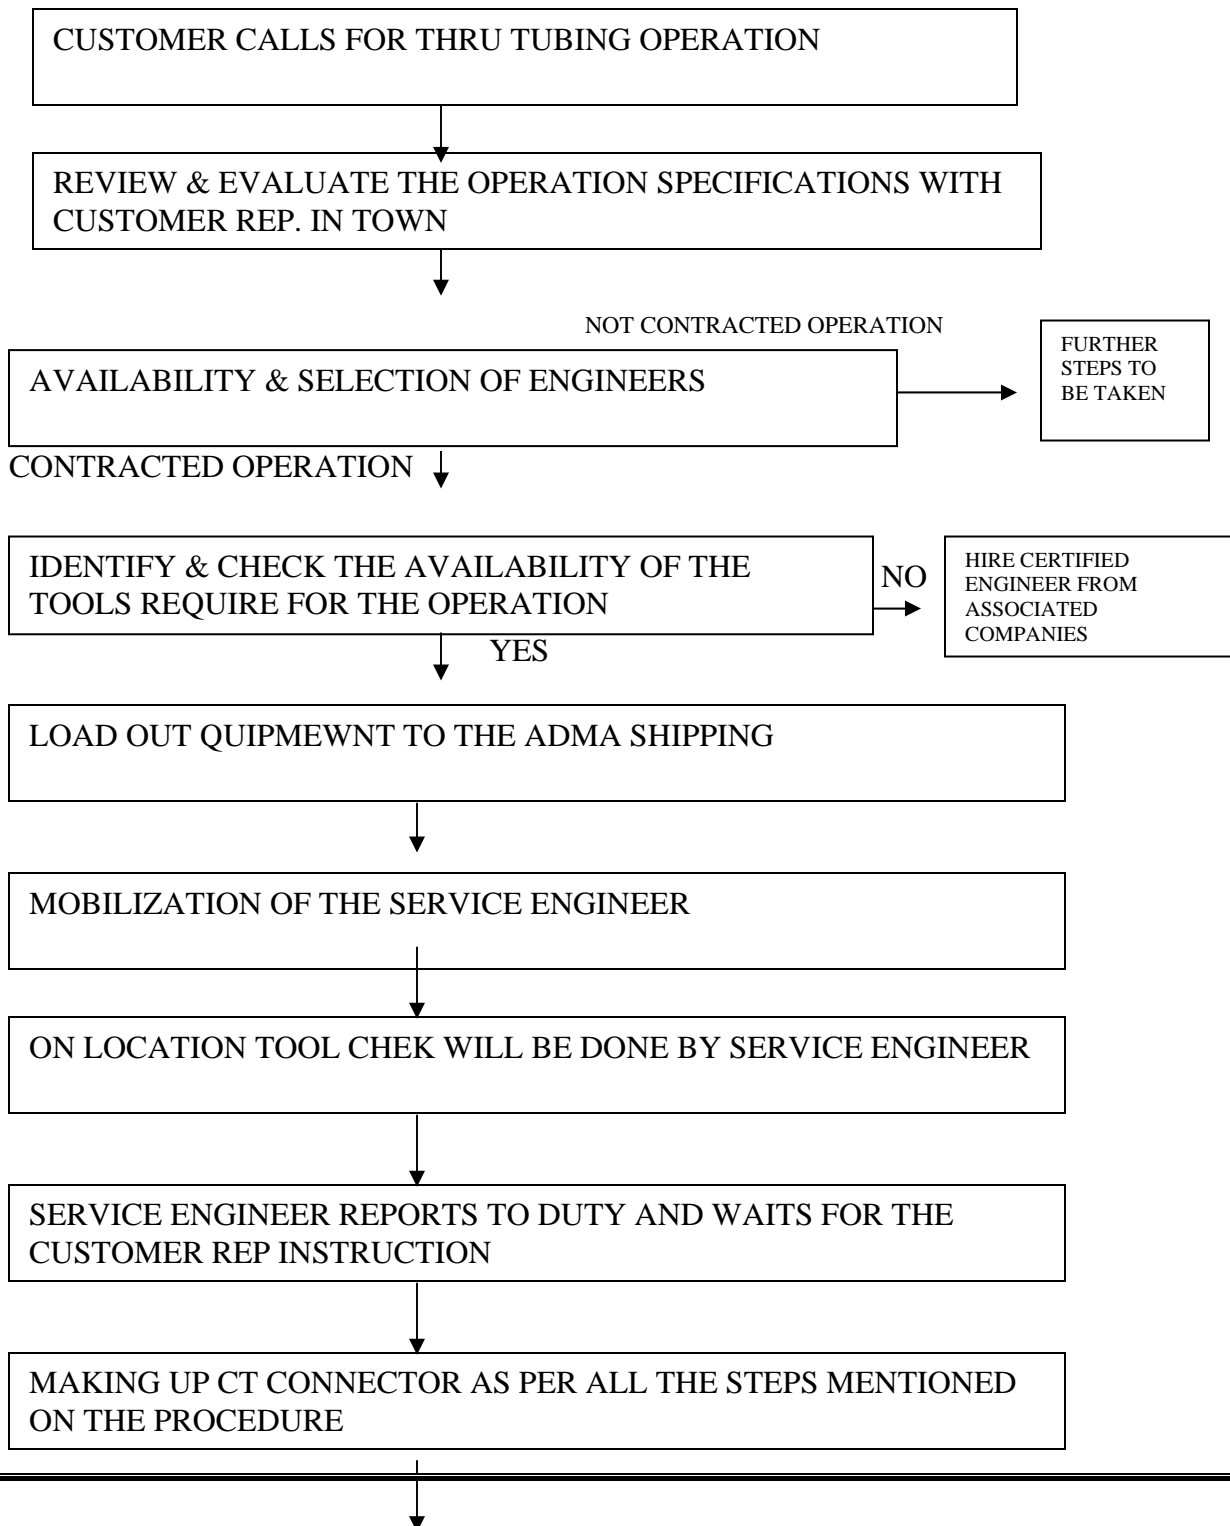 CUSTOMER CALLS FOR THRU TUBING OPERATION
REVIEW & EVALUATE THE OPERATION SPECIFICATIONS WITH
CUSTOMER REP. IN TOWN
NOT CONTRACTED OPERATION
FURTHER
STEPS TO
BE TAKEN
AVAILABILITY & SELECTION OF ENGINEERS
CONTRACTED OPERATION
IDENTIFY & CHECK THE AVAILABILITY OF THE
TOOLS REQUIRE FOR THE OPERATION
NO
HIRE CERTIFIED
ENGINEER FROM
ASSOCIATED
COMPANIES
YES
LOAD OUT QUIPMEWNT TO THE ADMA SHIPPING
MOBILIZATION OF THE SERVICE ENGINEER
ON LOCATION TOOL CHEK WILL BE DONE BY SERVICE ENGINEER
SERVICE ENGINEER REPORTS TO DUTY AND WAITS FOR THE
CUSTOMER REP INSTRUCTION
MAKING UP CT CONNECTOR AS PER ALL THE STEPS MENTIONED
ON THE PROCEDURE